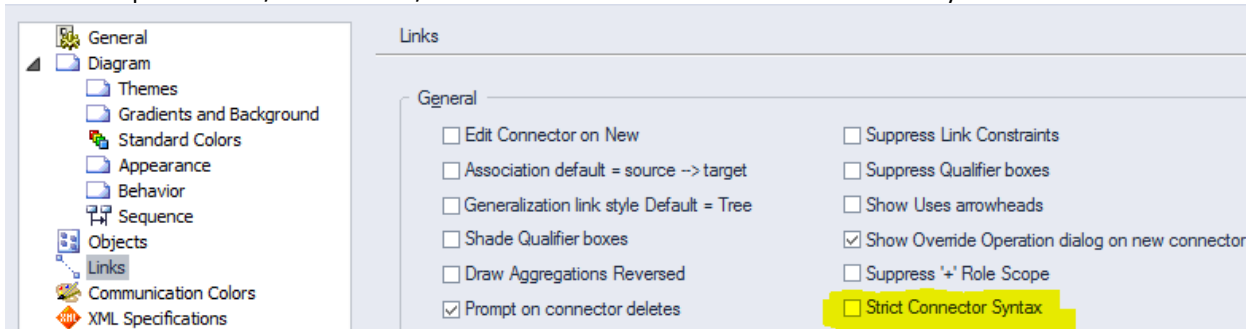 General
Diagram
Themes
Gradients and Background
Standard Colors
Appearance
Behavior
Sequence
Objects
Links
Communication Colors
XML Specifications
Links
General
Edit Connector on New
Association default = source --> target
Generalization link style Default = Tree
Shade Qualifier boxes
Draw Aggregations Reversed
Prompt on connector deletes
Suppress Link Constraints
Suppress Qualifier boxes
Show Uses arrowheads
Show Override Operation dialog on new connector
Suppress '+' Role Scope
Strict Connector Syntax